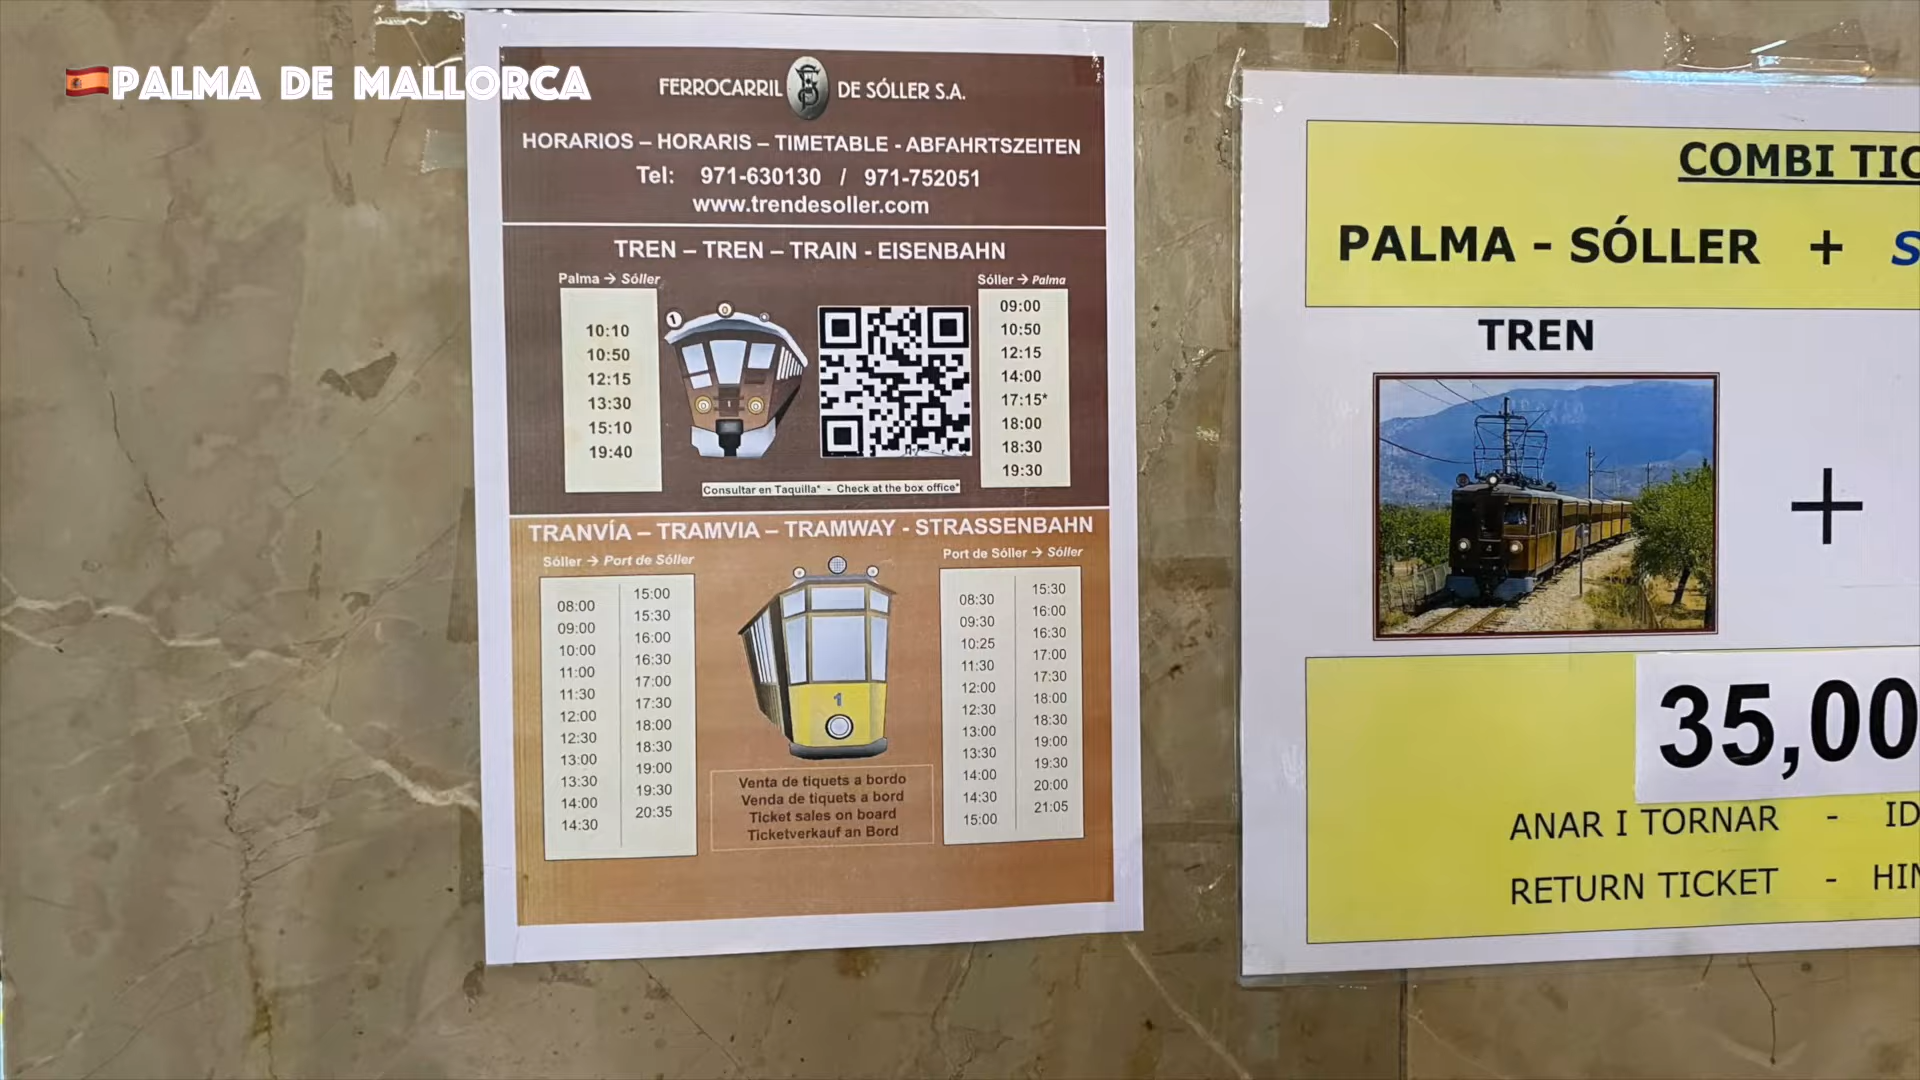 🇪🇸PALMA DE MALLORCA
FERROCARRIL DE SÓLLER S.A.
HORARIOS – HORARIS – TIMETABLE - ABFAHRTSZEITEN
Tel: 971-630130 / 971-752051
www.trendesoller.com
TREN – TREN – TRAIN - EISENBAHN
Palma → Sóller
10:10
10:50
12:15
13:30
15:10
19:40
Sóller → Palma
09:00
10:50
12:15
14:00
17:15*
18:00
18:30
19:30
Consultar en Taquilla* - Check at the box office*
TRANVÍA – TRAMVIA – TRAMWAY - STRASSENBAHN
Sóller → Port de Sóller
08:00
09:00
10:00
11:00
11:30
12:00
12:30
13:00
13:30
14:00
14:30
15:00
15:30
16:00
16:30
17:00
17:30
18:00
18:30
19:00
19:30
20:35
1
Venta de tiquets a bordo
Venda de tiquets a bord
Ticket sales on board
Ticketverkauf an Bord
Port de Sóller → Sóller
08:30
09:30
10:25
11:30
12:00
12:30
13:00
13:30
14:00
14:30
15:00
15:30
16:00
16:30
17:00
17:30
18:00
18:30
19:00
19:30
20:00
21:05
COMBI TIC
PALMA - SÓLLER + S
TREN
+
35,00
ANAR I TORNAR - ID
RETURN TICKET - HIN